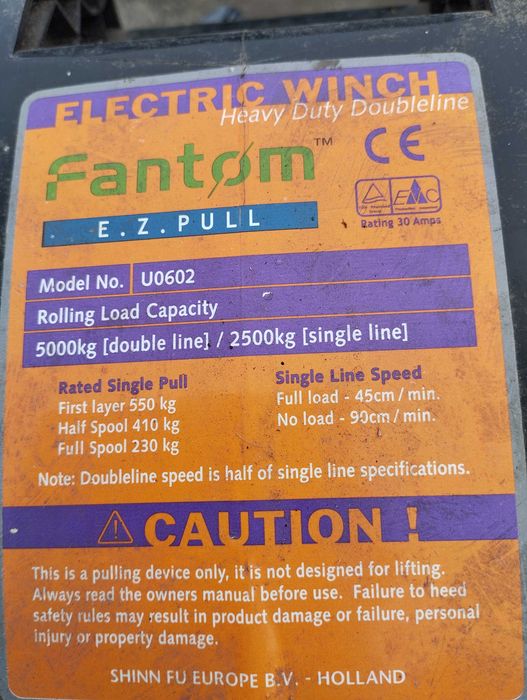 ELECTRIC WINCH
Heavy Duty Doubleline
Fantøm™
CE
E.Z.PULL
EMC
Rating 30 Amps
Model No. U0602
Rolling Load Capacity
5000kg [double line] / 2500kg [single line]
Rated Single Pull
First layer 550 kg
Half Spool 410 kg
Full Spool 230 kg
Single Line Speed
Full load - 45cm / min.
No load - 90cm / min.
Note: Doubleline speed is half of single line specifications.
CAUTION !
This is a pulling device only, it is not designed for lifting.
Always read the owners manual before use. Failure to heed
safety rules may result in product damage or failure, personal
injury or property damage.
SHINN FU EUROPE B.V. - HOLLAND